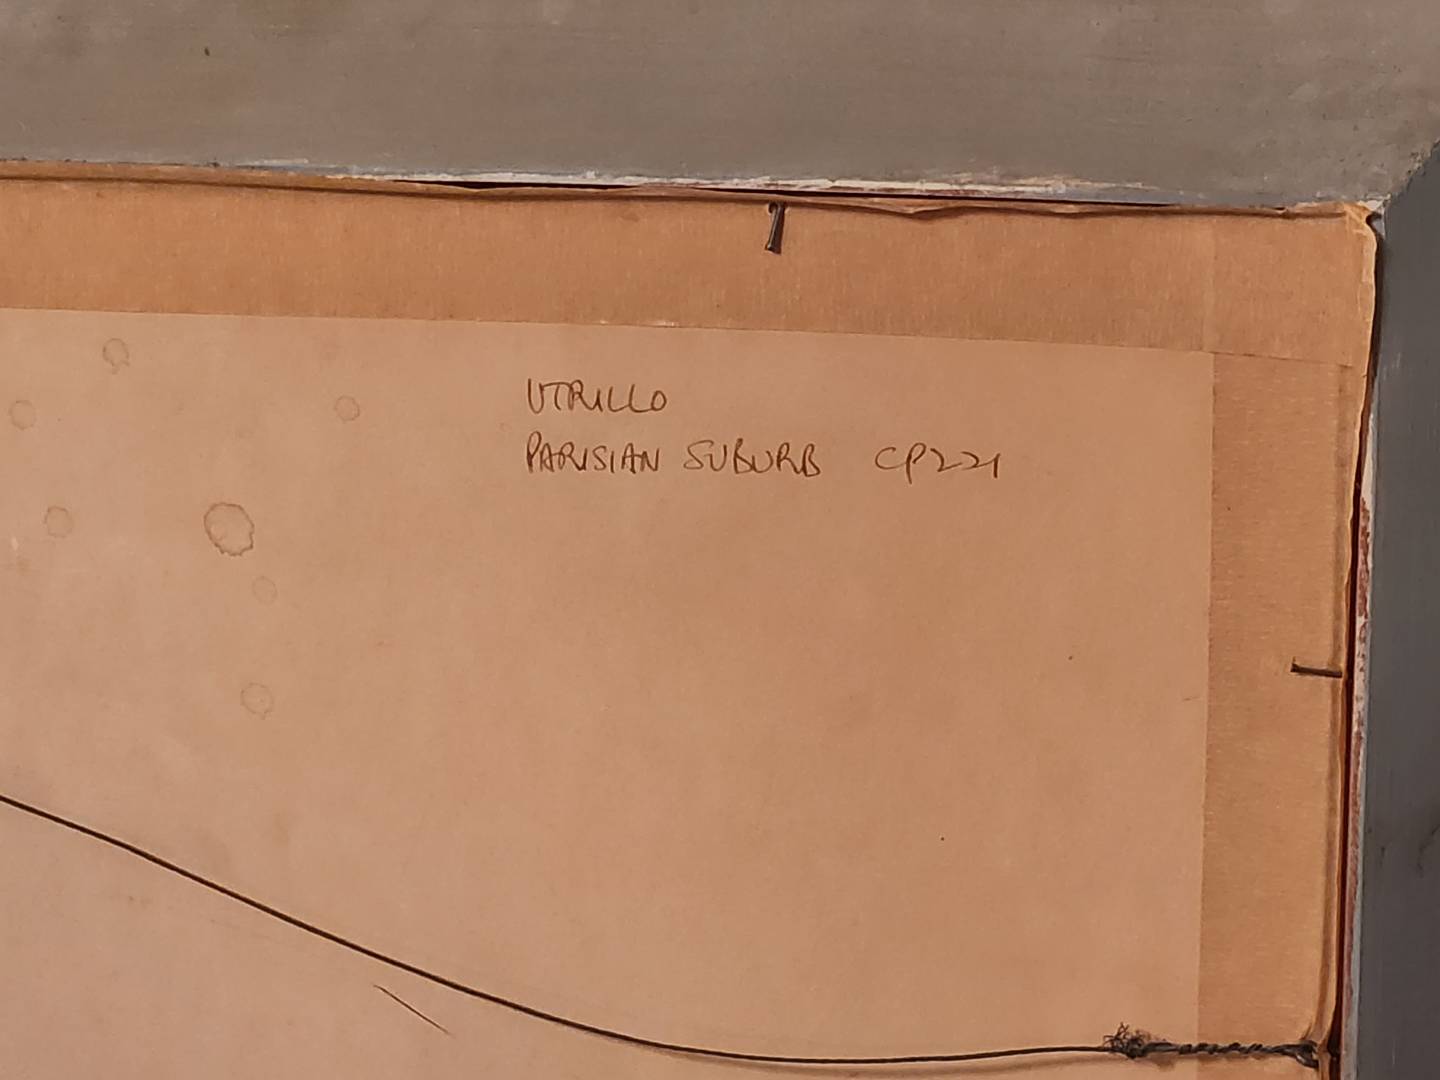 UTRILLO
PARISIAN SUBURB CP221